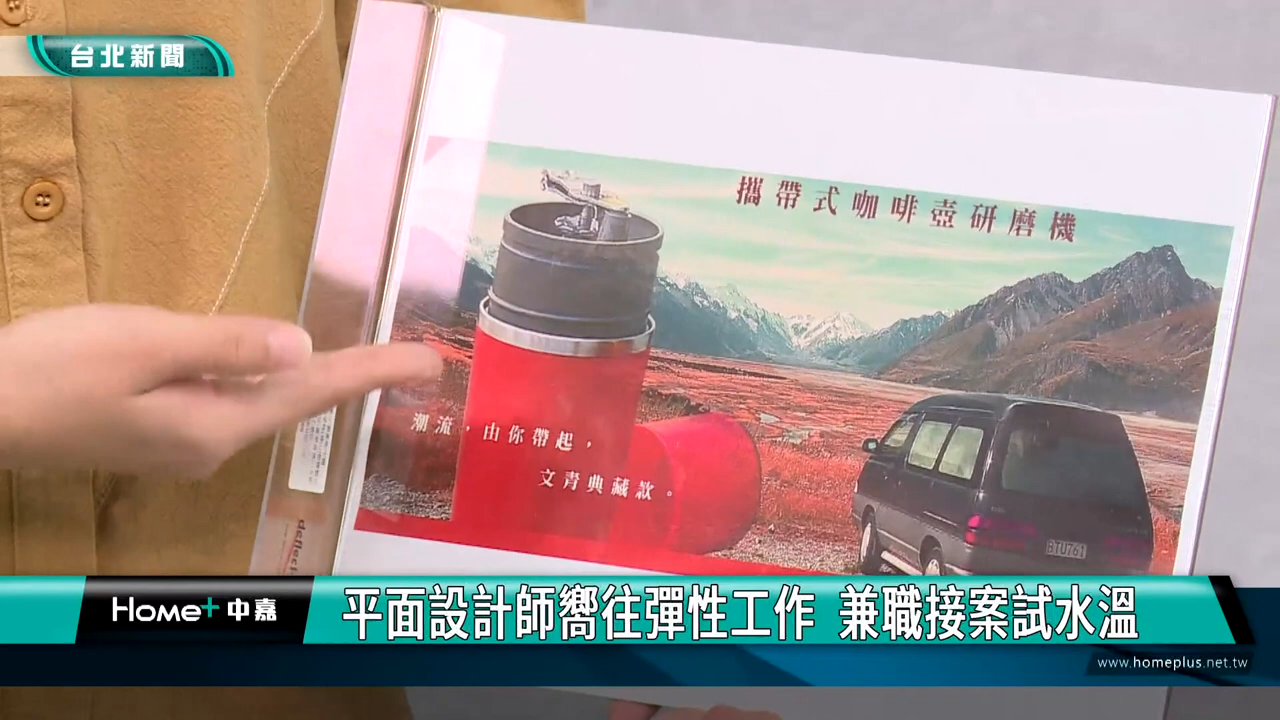 台北新聞
攜帶式咖啡壺研磨機
潮流，由你帶起，
文青典藏款。
BTU761
Home+ 中嘉
平面設計師嚮往彈性工作 兼職接案試水溫
www.homeplus.net.tw